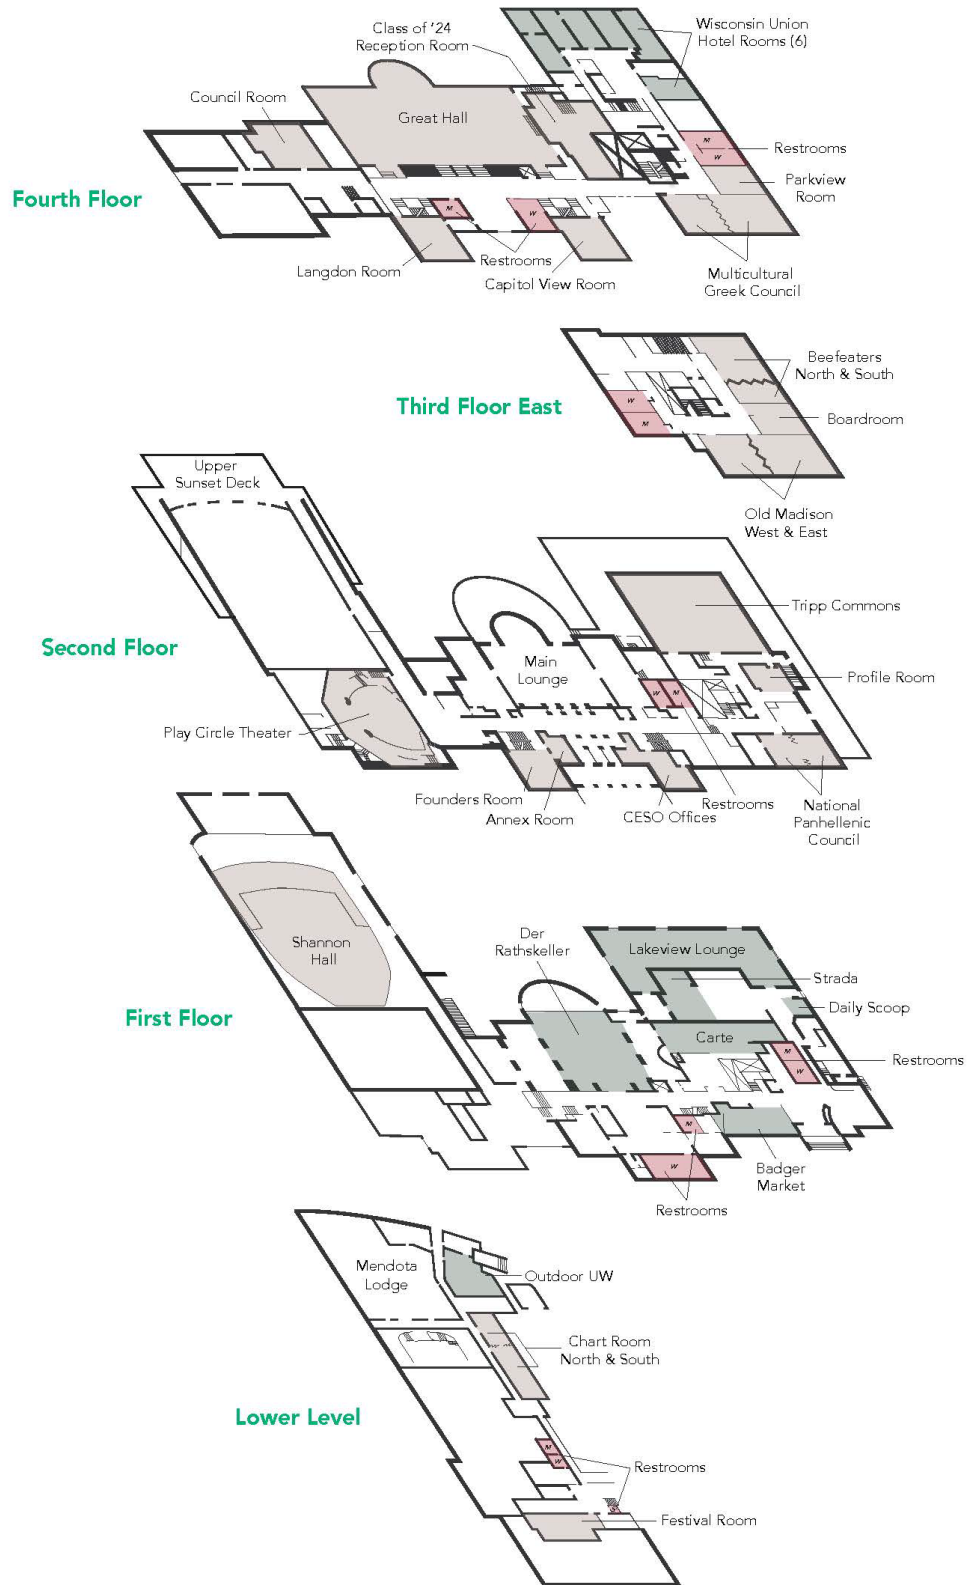 Wisconsin Union
Hotel Rooms (6)
Class of '24
Reception Room
Council Room
Great Hall
M
W
Restrooms
Parkview
Room
Fourth Floor
M
W
Restrooms
Langdon Room
Capitol View Room
Multicultural
Greek Council
Beefeaters
North & South
Third Floor East
W
M
Boardroom
Old Madison
West & East
Upper
Sunset Deck
Tripp Commons
Second Floor
Main
Lounge
W
M
Profile Room
Play Circle Theater
Founders Room
Annex Room
CESO Offices
Restrooms
National
Panhellenic
Council
Shannon
Hall
Der
Rathskeller
Lakeview Lounge
Strada
Daily Scoop
First Floor
Carte
M
W
Restrooms
M
W
Badger
Market
Restrooms
Mendota
Lodge
Outdoor UW
Chart Room
North & South
Lower Level
M
W
Restrooms
Festival Room